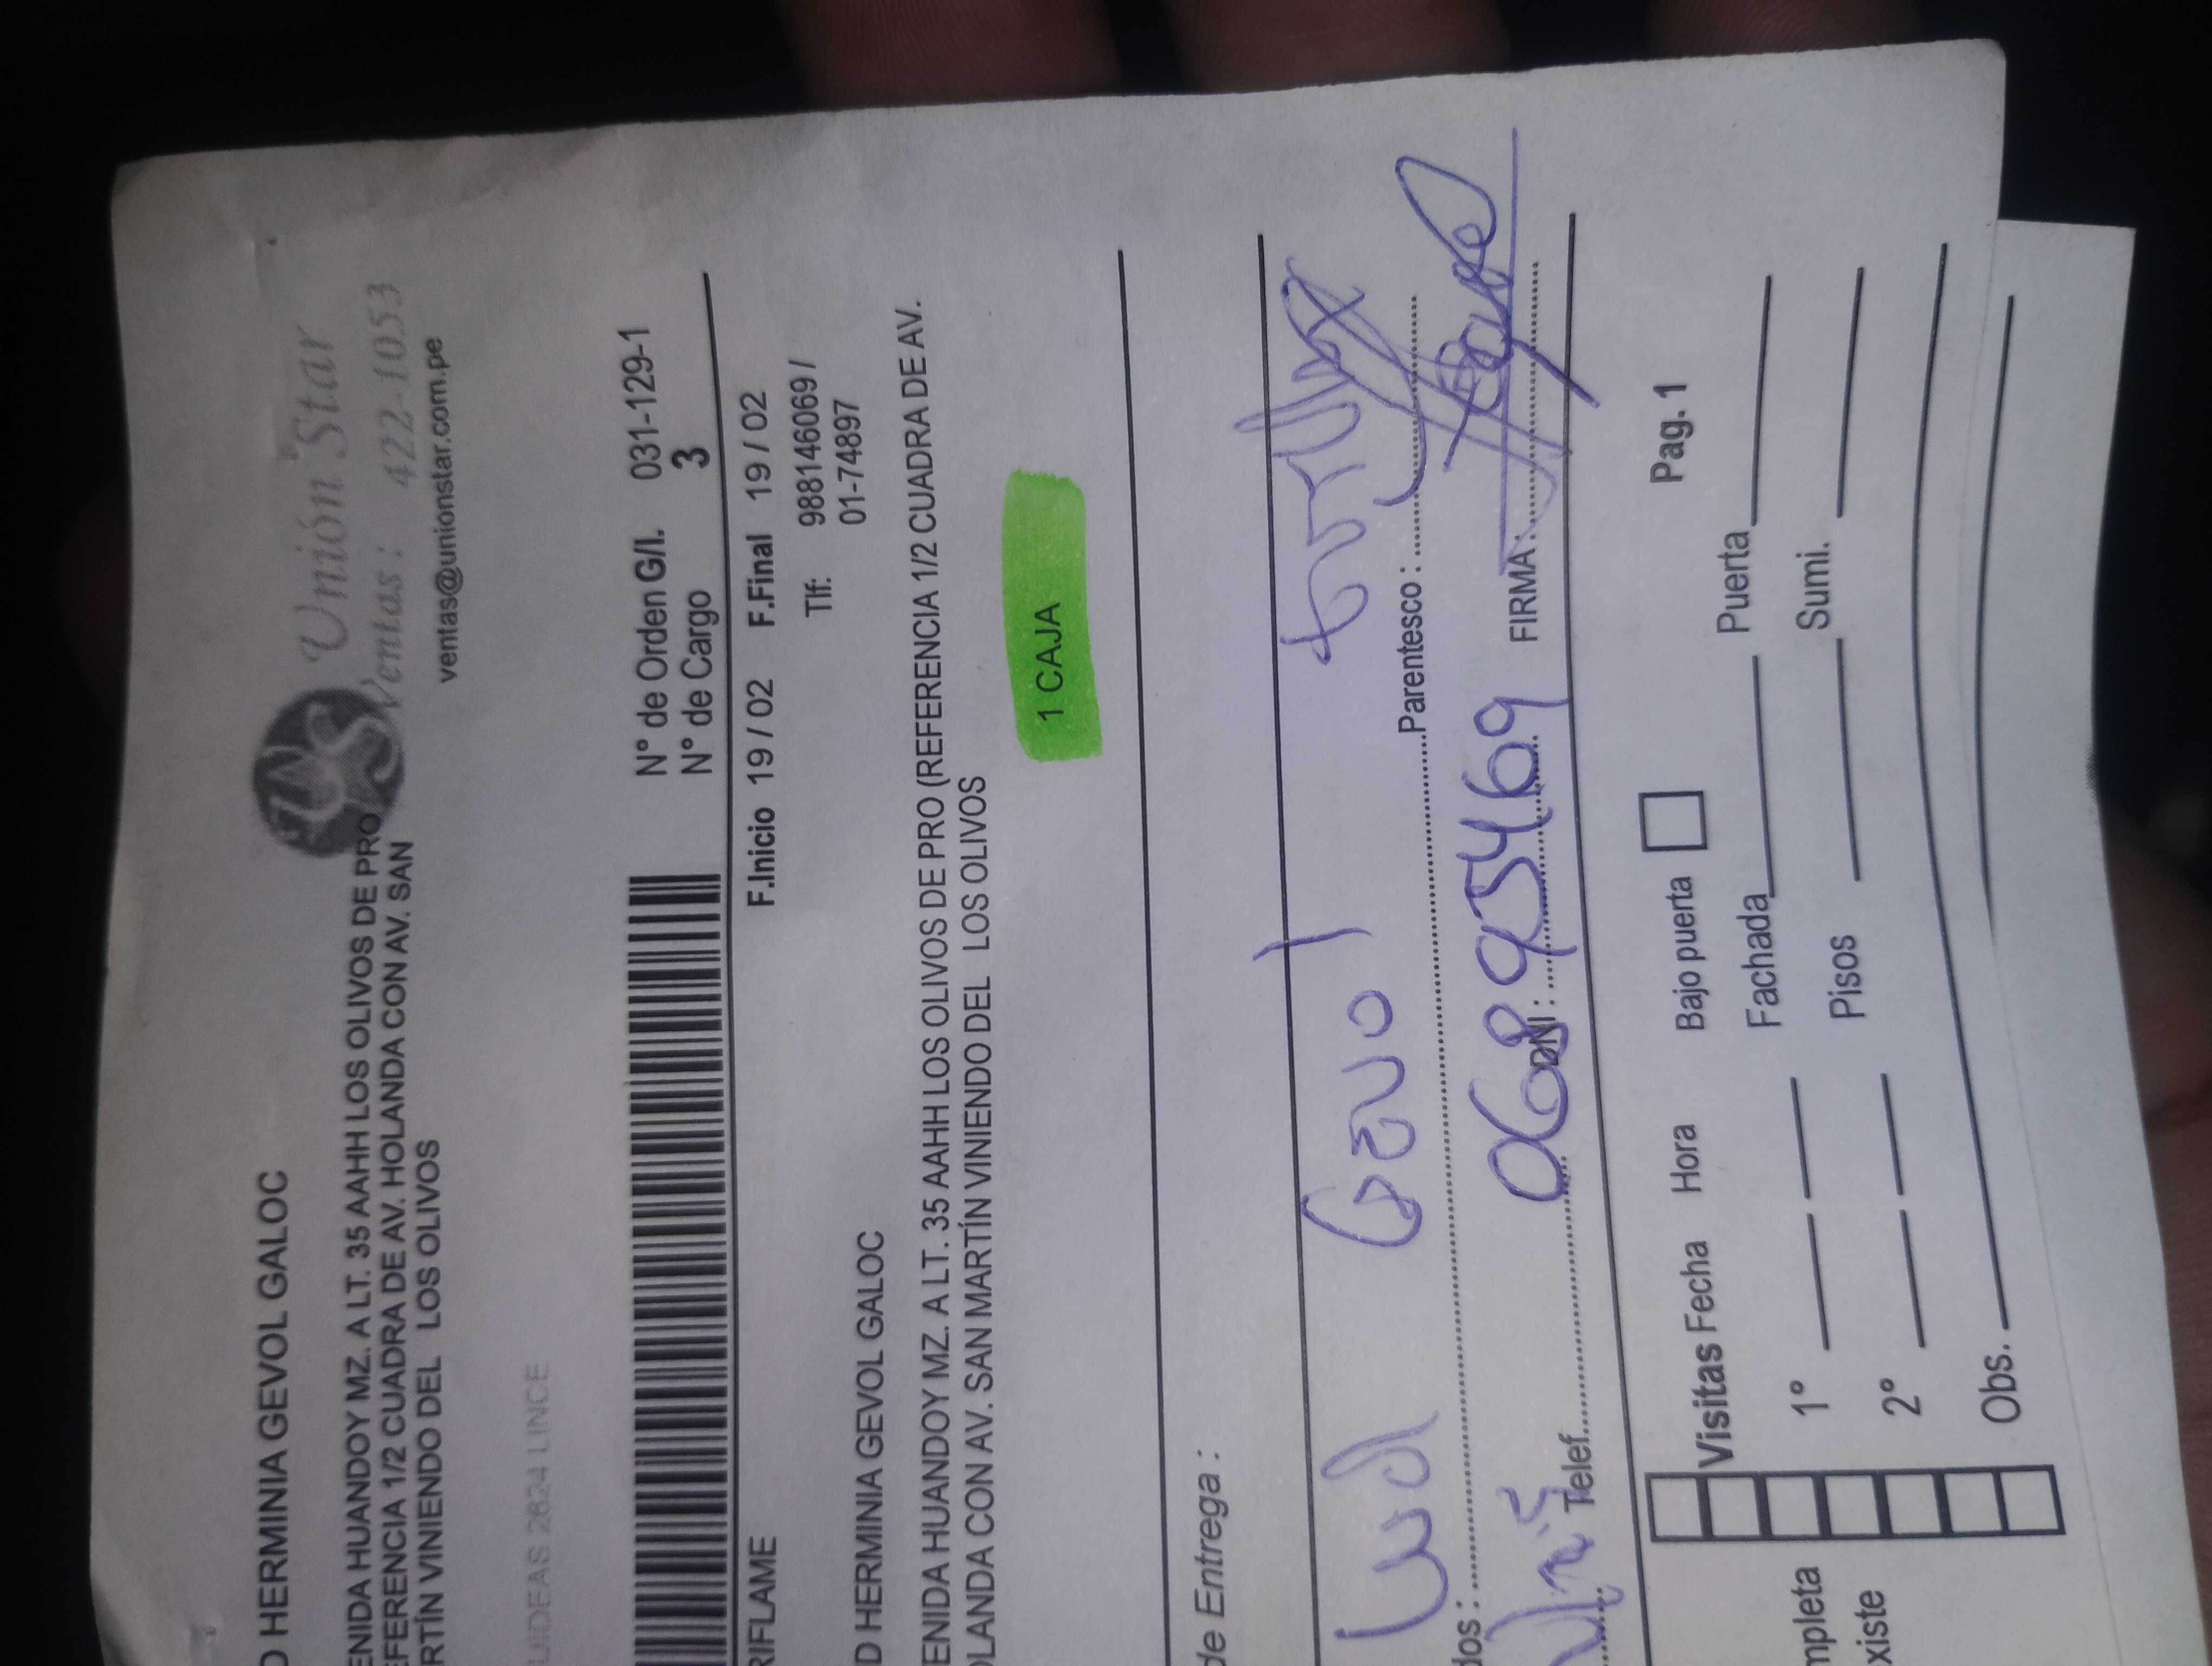 Unión Star
Ventas: 422-1053
ventas@unionstar.com.pe
D HERMINIA GEVOL GALOC
ENIDA HUANDOY MZ. A LT. 35 AAHH LOS OLIVOS DE PRO
EFERENCIA 1/2 CUADRA DE AV. HOLANDA CON AV. SAN
RTÍN VINIENDO DEL LOS OLIVOS
2624 LINCE
N° de Orden G/I. 031-129-1
N° de Cargo 3
RIFLAME F.Inicio 19 / 02 F.Final 19 / 02
Tlf: 988146069 /
01-74897
D HERMINIA GEVOL GALOC
ENIDA HUANDOY MZ. A LT. 35 AAHH LOS OLIVOS DE PRO (REFERENCIA 1/2 CUADRA DE AV.
OLANDA CON AV. SAN MARTÍN VINIENDO DEL LOS OLIVOS
1 CAJA
de Entrega :
Gevol
dos : Parentesco :
Telef. DNI : 06895469 FIRMA :
Visitas Fecha Hora Bajo puerta Pag. 1
1° Fachada Puerta
mpleta 2° Pisos Sumi.
xiste Obs.